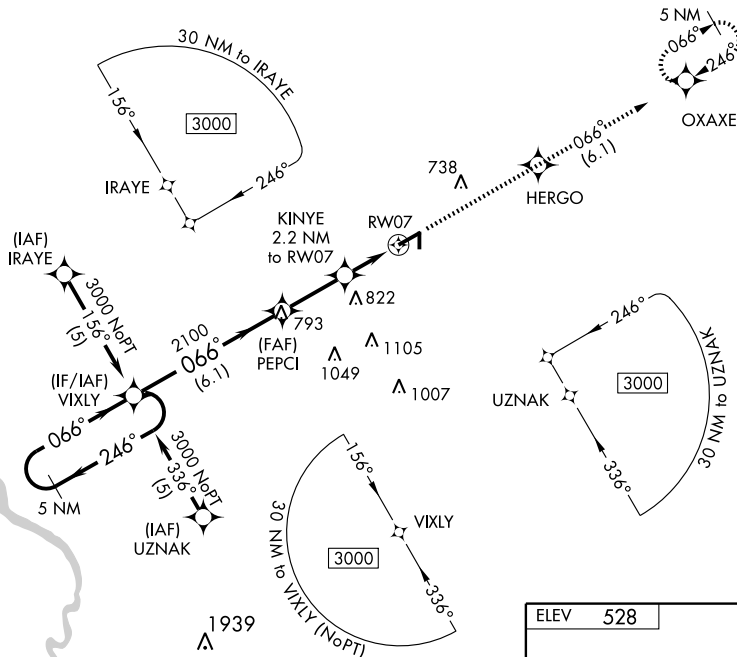 5 NM
066°
246°
OXAXE
30 NM to IRAYE
156°
3000
246°
IRAYE
066°
(6.1)
738
HERGO
KINYE
2.2 NM
to RW07
RW07
(IAF)
IRAYE
3000 NoPT
156°
(5)
822
793
(FAF)
PEPCI
1105
1049
1007
2100
066°
(6.1)
(IF/IAF)
VIXLY
066°
246°
5 NM
3000 NoPT
336°
(5)
(IAF)
UZNAK
246°
UZNAK
3000
336°
30 NM to UZNAK
156°
VIXLY
3000
336°
30 NM to VIXLY (NoPT)
1939
ELEV 528